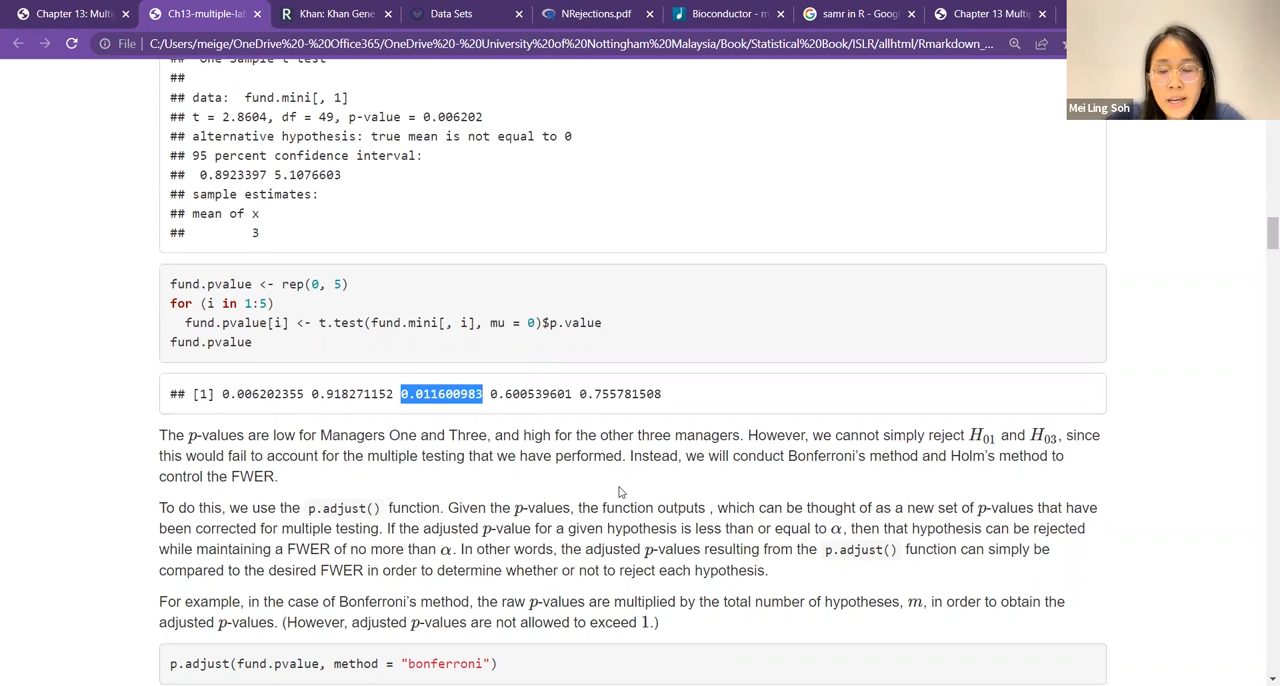 Chapter 13: Multi
Ch13-multiple-lab
Khan: Khan Gene
Data Sets
NRejections.pdf
Bioconductor - m
samr in R - Goog
Chapter 13 Multi
File C:/Users/meige/OneDrive%20-%20Office365/OneDrive%20-%20University%20of%20Nottingham%20Malaysia/Book/Statistical%20Book/ISLR/allhtml/Rmarkdown_...
Mei Ling Soh
## One Sample t-test
##
## data: fund.mini[, 1]
## t = 2.8604, df = 49, p-value = 0.006202
## alternative hypothesis: true mean is not equal to 0
## 95 percent confidence interval:
## 0.8923397 5.1076603
## sample estimates:
## mean of x
## 3
fund.pvalue <- rep(0, 5)
for (i in 1:5)
fund.pvalue[i] <- t.test(fund.mini[, i], mu = 0)$p.value
fund.pvalue
## [1] 0.006202355 0.918271152 0.011600983 0.600539601 0.755781508
The p-values are low for Managers One and Three, and high for the other three managers. However, we cannot simply reject H01 and H03, since
this would fail to account for the multiple testing that we have performed. Instead, we will conduct Bonferroni's method and Holm's method to
control the FWER.
To do this, we use the p.adjust() function. Given the p-values, the function outputs , which can be thought of as a new set of p-values that have
been corrected for multiple testing. If the adjusted p-value for a given hypothesis is less than or equal to α, then that hypothesis can be rejected
while maintaining a FWER of no more than α. In other words, the adjusted p-values resulting from the p.adjust() function can simply be
compared to the desired FWER in order to determine whether or not to reject each hypothesis.
For example, in the case of Bonferroni's method, the raw p-values are multiplied by the total number of hypotheses, m, in order to obtain the
adjusted p-values. (However, adjusted p-values are not allowed to exceed 1.)
p.adjust(fund.pvalue, method = "bonferroni")